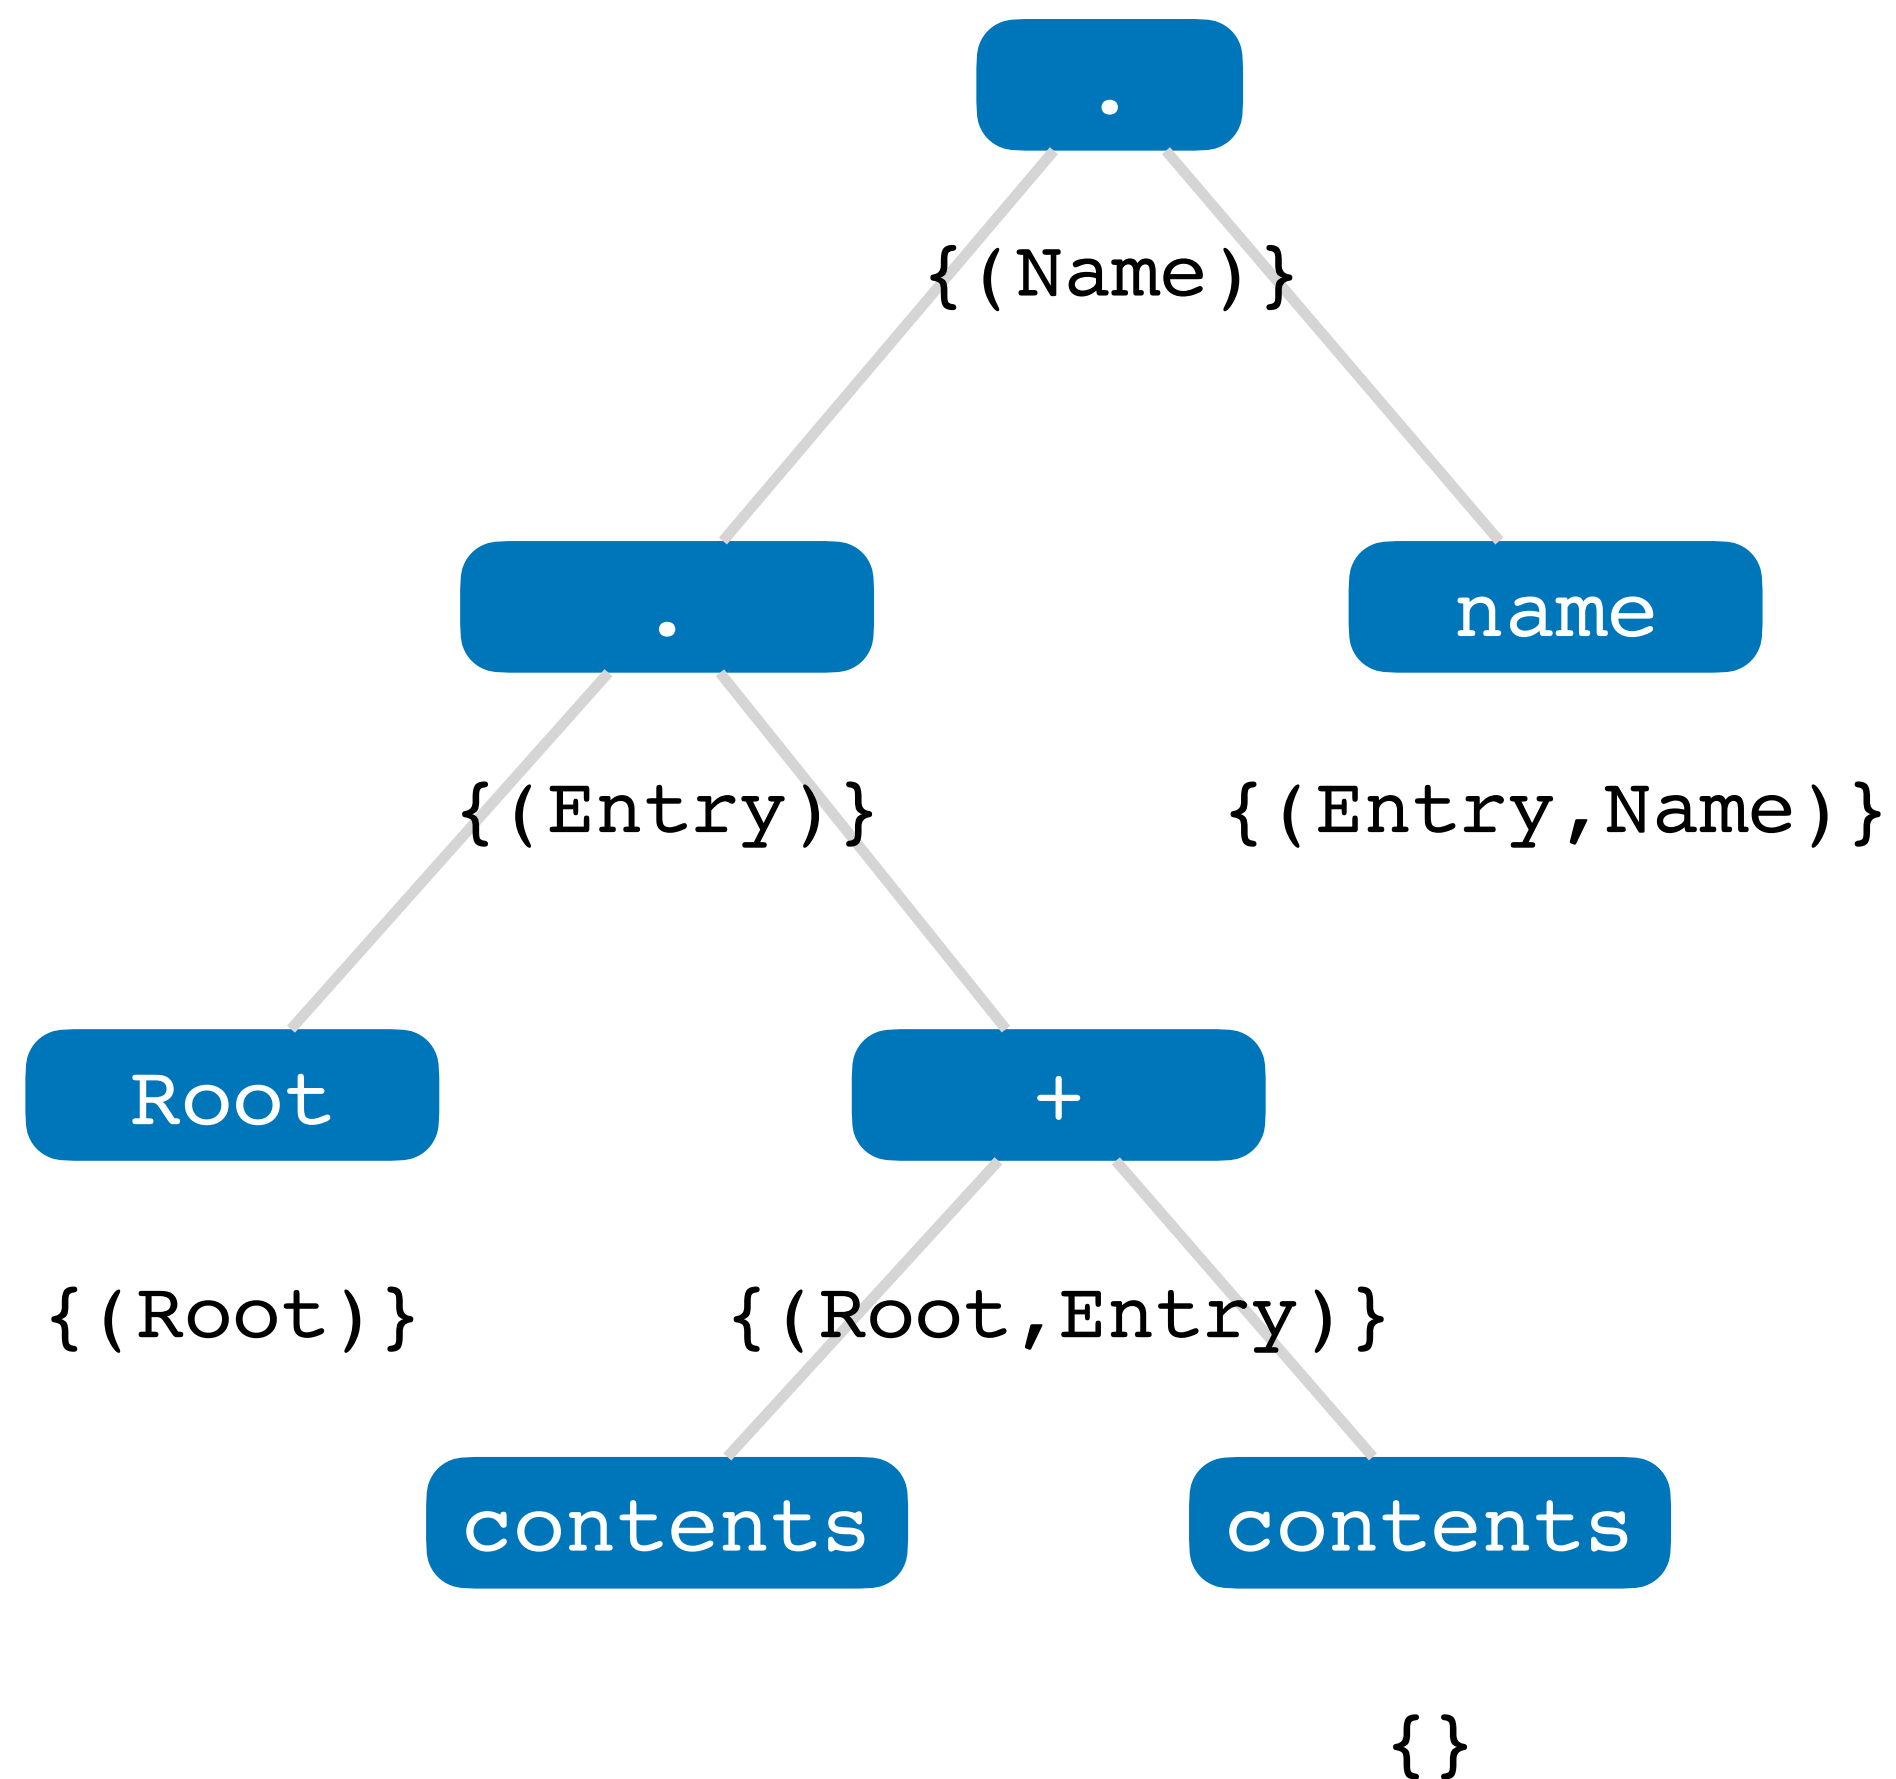 .
{(Name)}
. name
{(Entry)} {(Entry,Name)}
Root +
{(Root)} {(Root,Entry)}
contents contents
{}